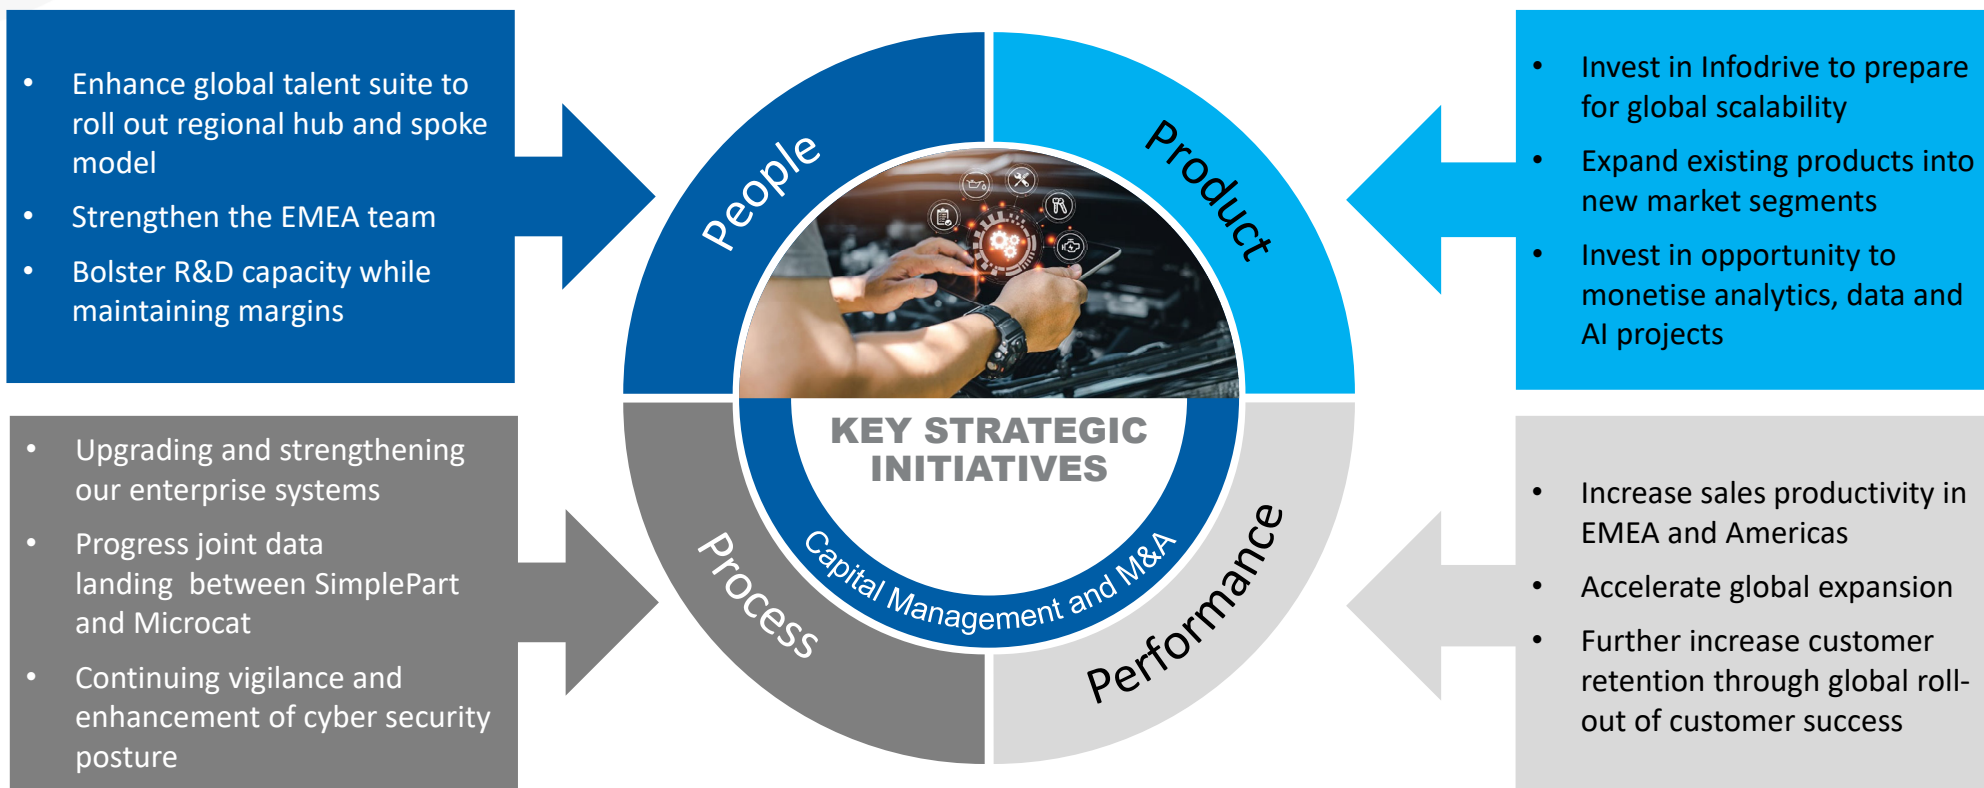 • Enhance global talent suite to
roll out regional hub and spoke
model
• Strengthen the EMEA team
• Bolster R&D capacity while
maintaining margins
People
Product
• Invest in Infodrive to prepare
for global scalability
• Expand existing products into
new market segments
• Invest in opportunity to
monetise analytics, data and
AI projects
KEY STRATEGIC
INITIATIVES
Capital Management and M&A
• Upgrading and strengthening
our enterprise systems
• Progress joint data
landing between SimplePart
and Microcat
• Continuing vigilance and
enhancement of cyber security
posture
Process
Performance
• Increase sales productivity in
EMEA and Americas
• Accelerate global expansion
• Further increase customer
retention through global roll-
out of customer success